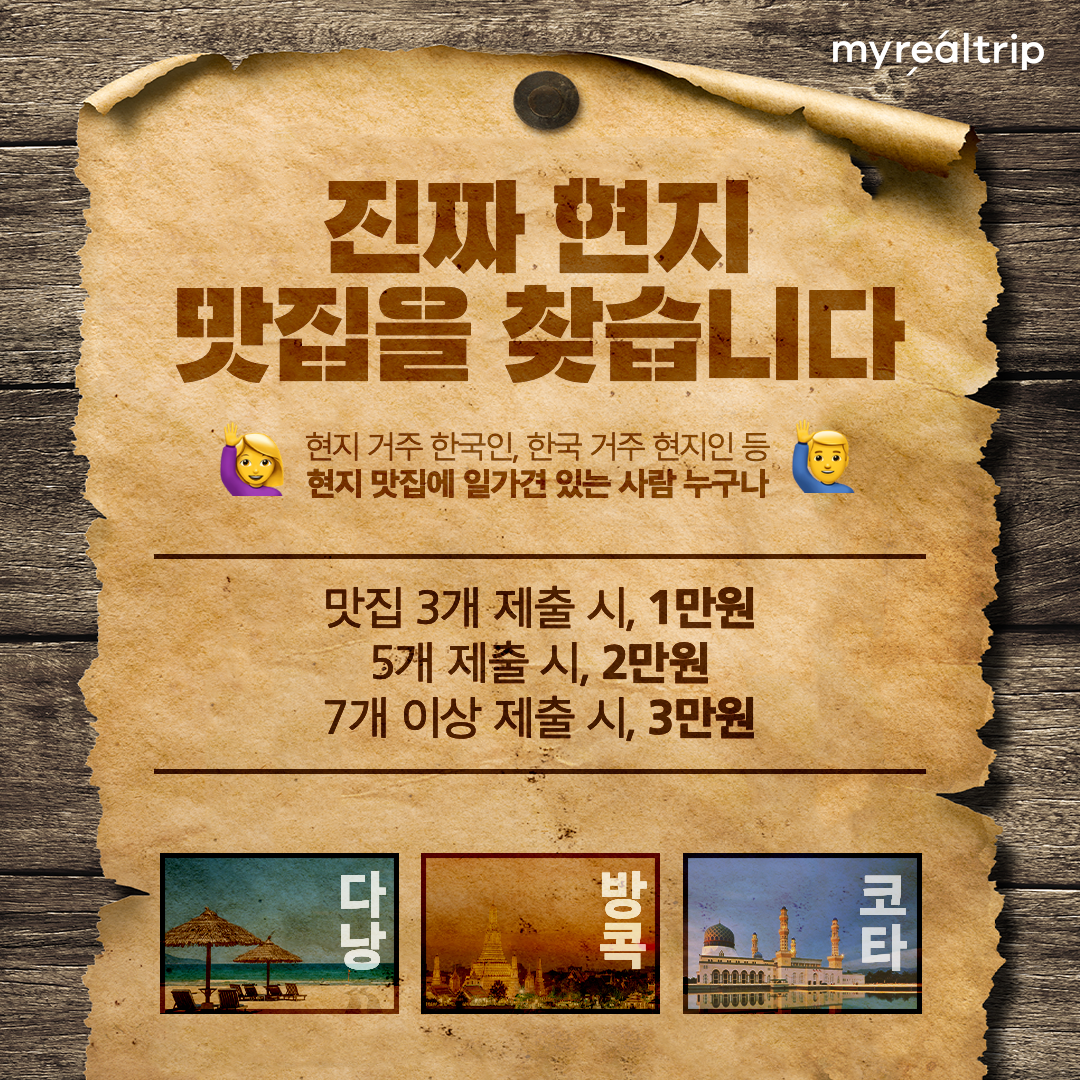 myrealtrip
진짜 현지
맛집을 찾습니다
현지 거주 한국인, 한국 거주 현지인 등
현지 맛집에 일가견 있는 사람 누구나
맛집 3개 제출 시, 1만원
5개 제출 시, 2만원
7개 이상 제출 시, 3만원
다낭
방콕
코타